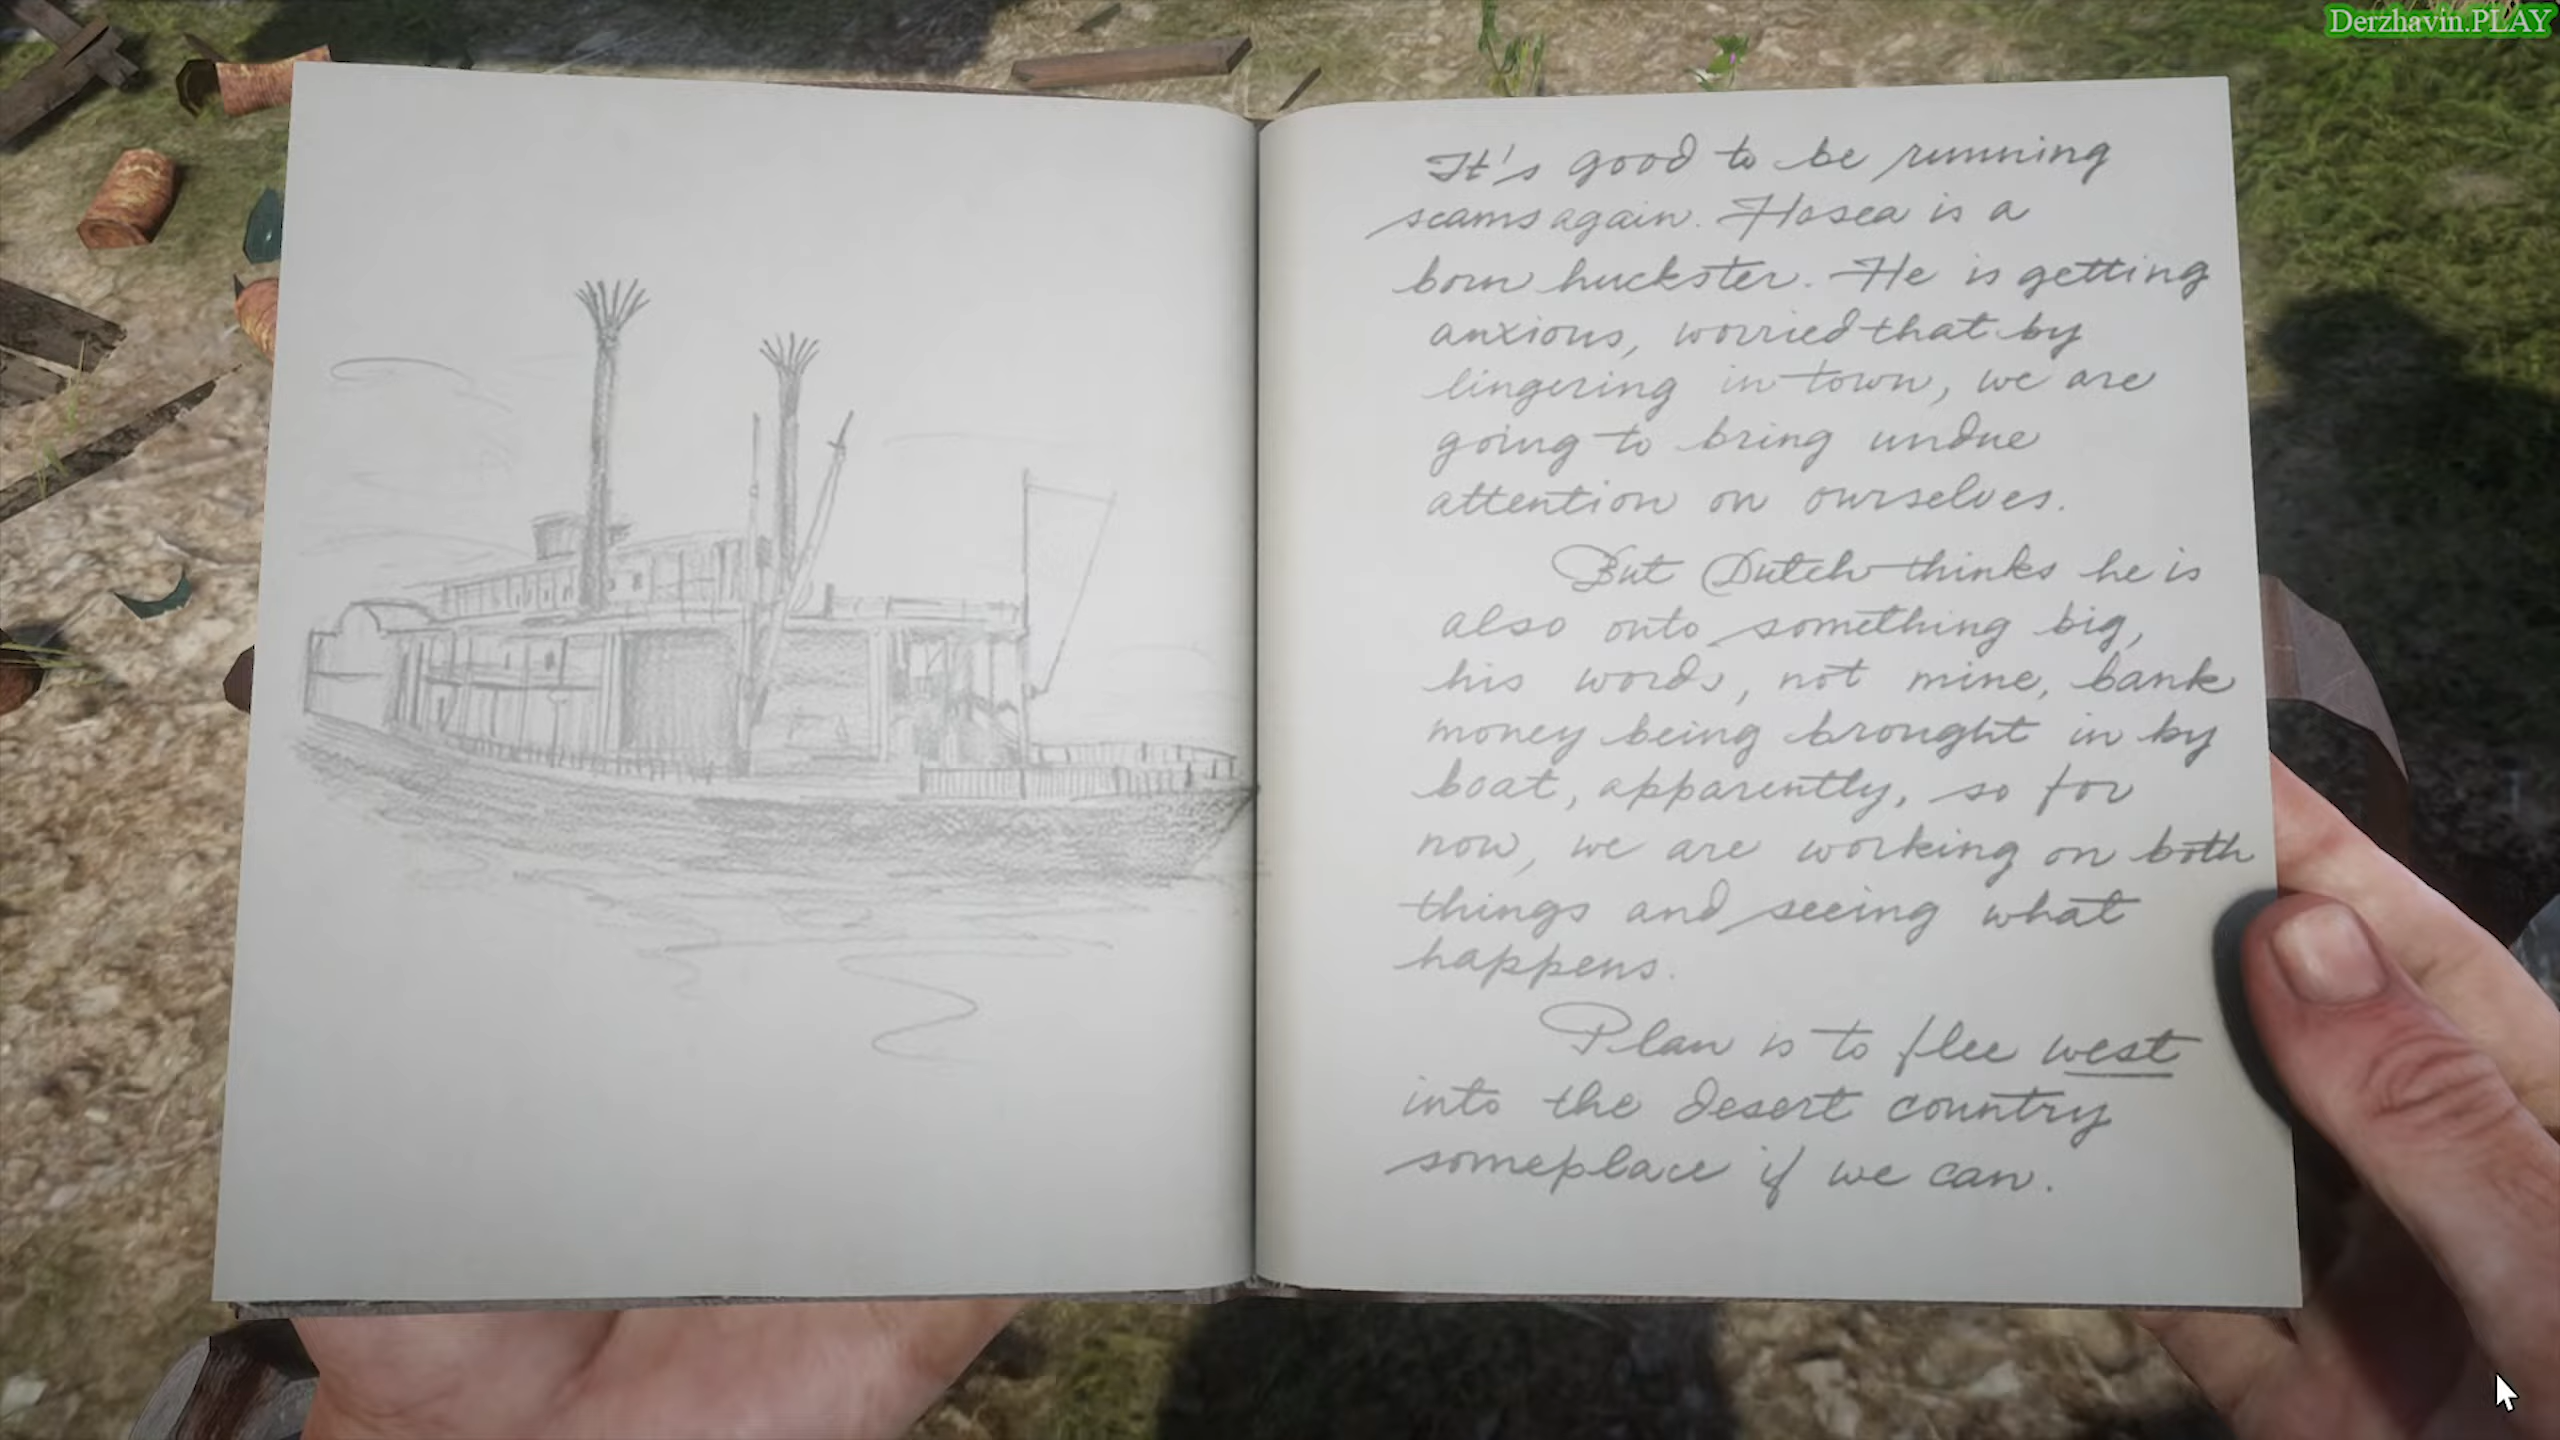 Derzhavin.PLAY
It's good to be running
scams again. Hosea is a
born huckster. He is getting
anxious, worried that by
lingering in town, we are
going to bring undue
attention on ourselves.
But Dutch thinks he is
also onto something big,
his words, not mine, bank
money being brought in by
boat, apparently, so for
now, we are working on both
things and seeing what
happens.
Plan is to flee west
into the desert country
someplace if we can.